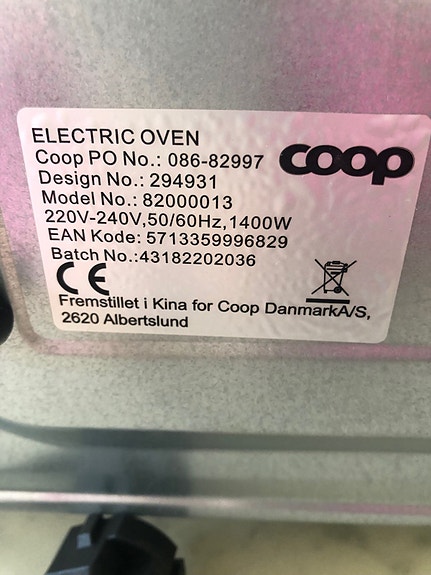 ELECTRIC OVEN
coop
Coop PO No.: 086-82997
Design No.: 294931
Model No.: 82000013
220V-240V,50/60Hz,1400W
EAN Kode: 5713359996829
Batch No.:43182202036
CE
Fremstillet i Kina for Coop DanmarkA/S,
2620 Albertslund